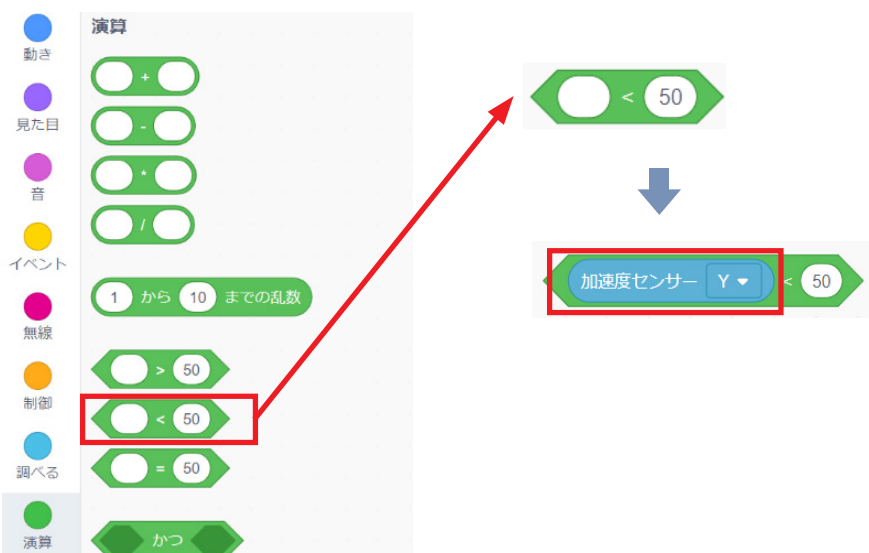 動き
見た目
音
イベント
無線
制御
調べる
演算
演算
+
-
*
/
1 から 10 までの乱数
> 50
< 50
= 50
かつ
< 50
加速度センサー Y < 50